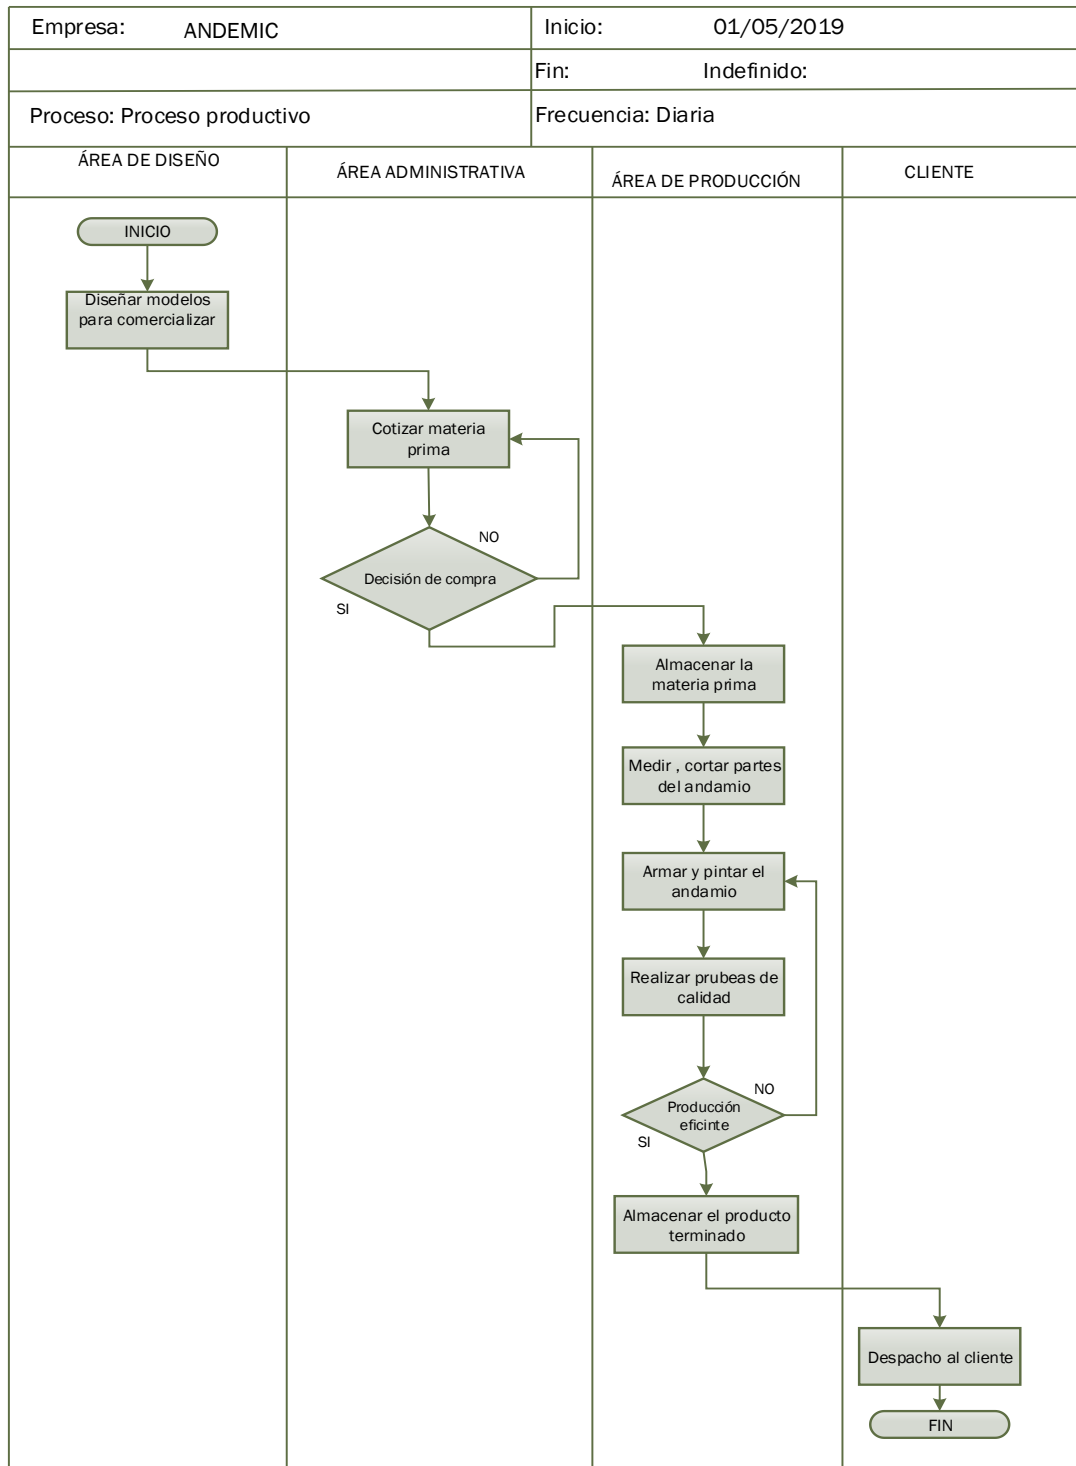 Empresa: ANDEMIC
Inicio: 01/05/2019
Fin: Indefinido:
Proceso: Proceso productivo
Frecuencia: Diaria
ÁREA DE DISEÑO
ÁREA ADMINISTRATIVA
ÁREA DE PRODUCCIÓN
CLIENTE
INICIO
Diseñar modelos
para comercializar
Cotizar materia
prima
NO
Decisión de compra
SI
Almacenar la
materia prima
Medir , cortar partes
del andamio
Armar y pintar el
andamio
Realizar prubeas de
calidad
NO
Producción
eficinte
SI
Almacenar el producto
terminado
Despacho al cliente
FIN